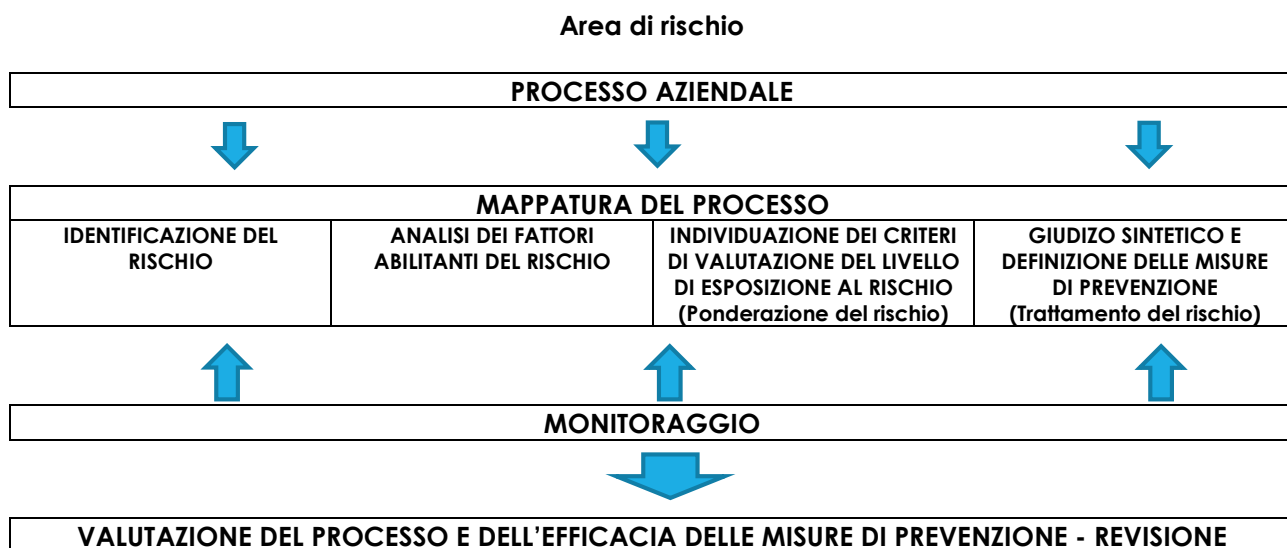 Area di rischio
PROCESSO AZIENDALE
MAPPATURA DEL PROCESSO
IDENTIFICAZIONE DEL
RISCHIO
ANALISI DEI FATTORI
ABILITANTI DEL RISCHIO
INDIVIDUAZIONE DEI CRITERI
DI VALUTAZIONE DEL LIVELLO
DI ESPOSIZIONE AL RISCHIO
(Ponderazione del rischio)
GIUDIZO SINTETICO E
DEFINIZIONE DELLE MISURE
DI PREVENZIONE
(Trattamento del rischio)
MONITORAGGIO
VALUTAZIONE DEL PROCESSO E DELL’EFFICACIA DELLE MISURE DI PREVENZIONE - REVISIONE